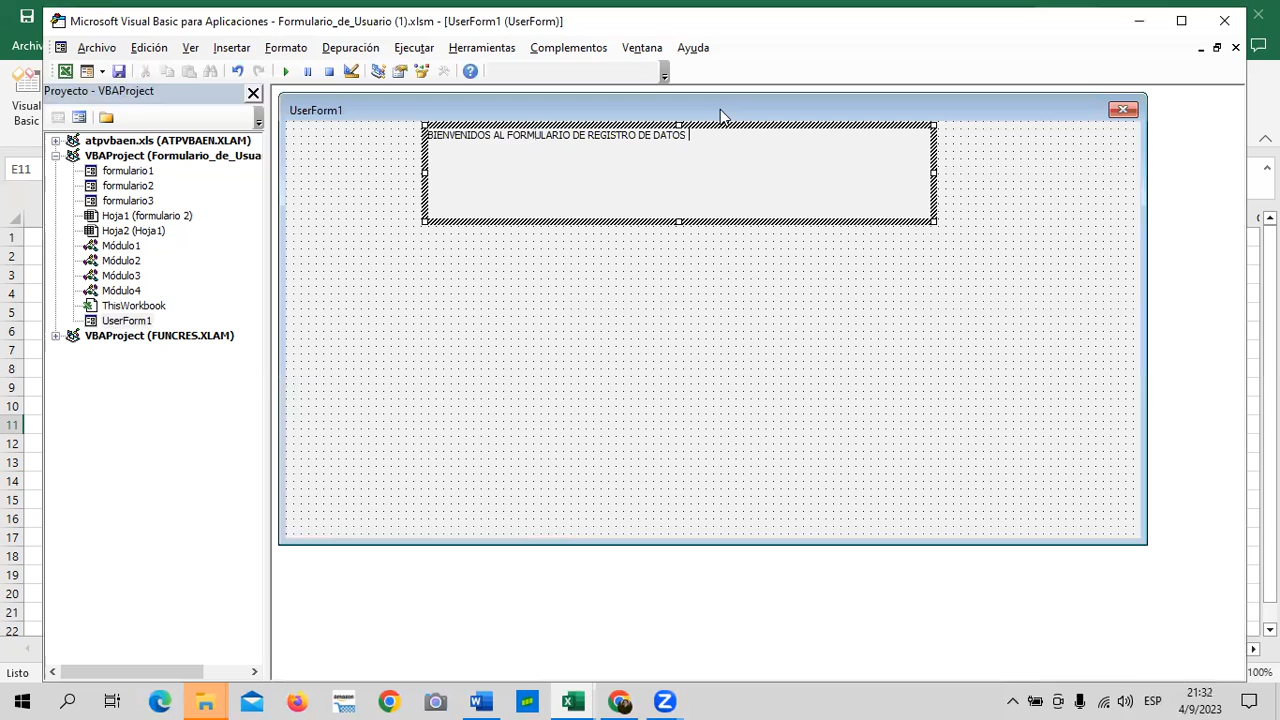 Microsoft Visual Basic para Aplicaciones - Formulario_de_Usuario (1).xlsm - [UserForm1 (UserForm)]
Archiv
Archivo Edición Ver Insertar Formato Depuración Ejecutar Herramientas Complementos Ventana Ayuda
Visual
Basic
Proyecto - VBAProject
UserForm1
BIENVENIDOS AL FORMULARIO DE REGISTRO DE DATOS
atpvbaen.xls (ATPVBAEN.XLAM)
VBAProject (Formulario_de_Usua
formulario1
formulario2
formulario3
Hoja1 (formulario 2)
Hoja2 (Hoja1)
Módulo1
Módulo2
Módulo3
Módulo4
ThisWorkbook
UserForm1
VBAProject (FUNCRES.XLAM)
E11
1
2
3
4
5
6
7
8
9
10
11
12
13
14
15
16
17
18
19
20
21
22
Listo
100%
amazon
ESP
21:32
4/9/2023